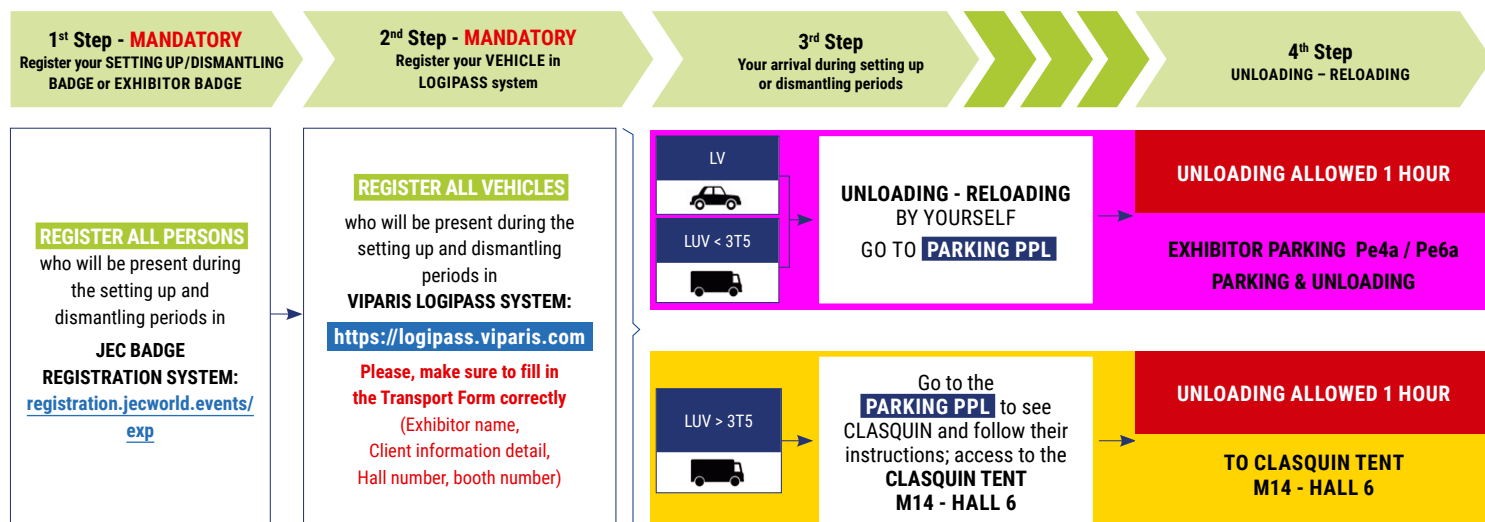 1st Step - MANDATORY
Register your SETTING UP/DISMANTLING
BADGE or EXHIBITOR BADGE
2nd Step - MANDATORY
Register your VEHICLE in
LOGIPASS system
3rd Step
Your arrival during setting up
or dismantling periods
4th Step
UNLOADING – RELOADING
REGISTER ALL PERSONS
who will be present during
the setting up and
dismantling periods in
JEC BADGE
REGISTRATION SYSTEM:
registration.jecworld.events/
exp
REGISTER ALL VEHICLES
who will be present during the
setting up and dismantling
periods in
VIPARIS LOGIPASS SYSTEM:
https://logipass.viparis.com
Please, make sure to fill in
the Transport Form correctly
(Exhibitor name,
Client information detail,
Hall number, booth number)
LV
LUV < 3T5
UNLOADING - RELOADING
BY YOURSELF
GO TO PARKING PPL
UNLOADING ALLOWED 1 HOUR
EXHIBITOR PARKING Pe4a / Pe6a
PARKING & UNLOADING
LUV > 3T5
Go to the
PARKING PPL to see
CLASQUIN and follow their
instructions; access to the
CLASQUIN TENT
M14 - HALL 6
UNLOADING ALLOWED 1 HOUR
TO CLASQUIN TENT
M14 - HALL 6